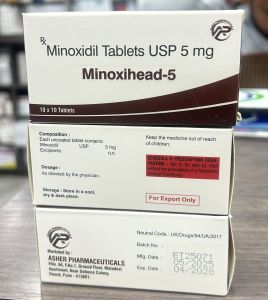 Rx
Minoxidil Tablets USP 5 mg
Minoxihead-5
10 x 10 Tablets
Composition :
Each uncoated tablet contains:
Minoxidil USP 5 mg
Excipients q.s.
Dosage :
As directed by the physician.
Storage : Store in a cool,
dry & dark place.
Keep the medicine out of reach
of children.
SCHEDULE H PRESCRIPTION DRUG-
For Export Only
Marketed by :
ASHER PHARMACEUTICALS
Neutral Code : UK/Drugs/94/UA/2017
Batch No. :
Mfg. Date :
Exp. Date :
ET25071
05/2025
04/2028